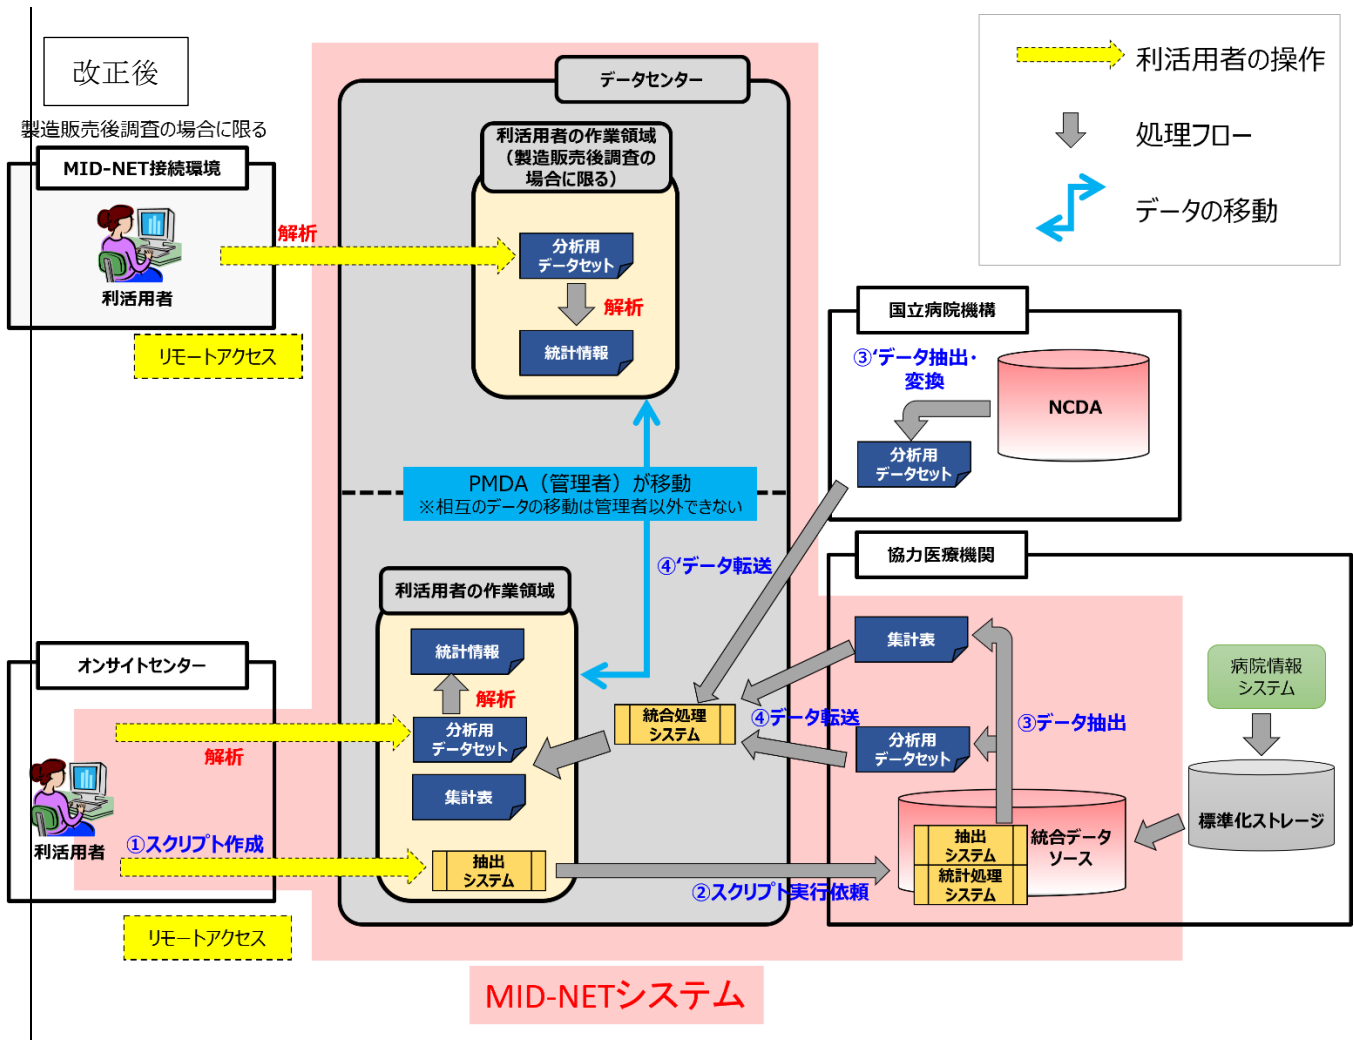 改正後
製造販売後調査の場合に限る
MID-NET接続環境
利活用者
解析
リモートアクセス
データセンター
利活用者の作業領域
（製造販売後調査の
場合に限る）
分析用
データセット
解析
統計情報
利活用者の操作
処理フロー
データの移動
国立病院機構
③‘データ抽出・
変換
NCDA
分析用
データセット
PMDA（管理者）が移動
※相互のデータの移動は管理者以外できない
④‘データ転送
協力医療機関
利活用者の作業領域
統計情報
解析
分析用
データセット
集計表
抽出
システム
統合処理
システム
④データ転送
集計表
分析用
データセット
③データ抽出
病院情報
システム
標準化ストレージ
統合データ
ソース
抽出
システム
統計処理
システム
オンサイトセンター
解析
利活用者
①スクリプト作成
②スクリプト実行依頼
リモートアクセス
MID-NETシステム